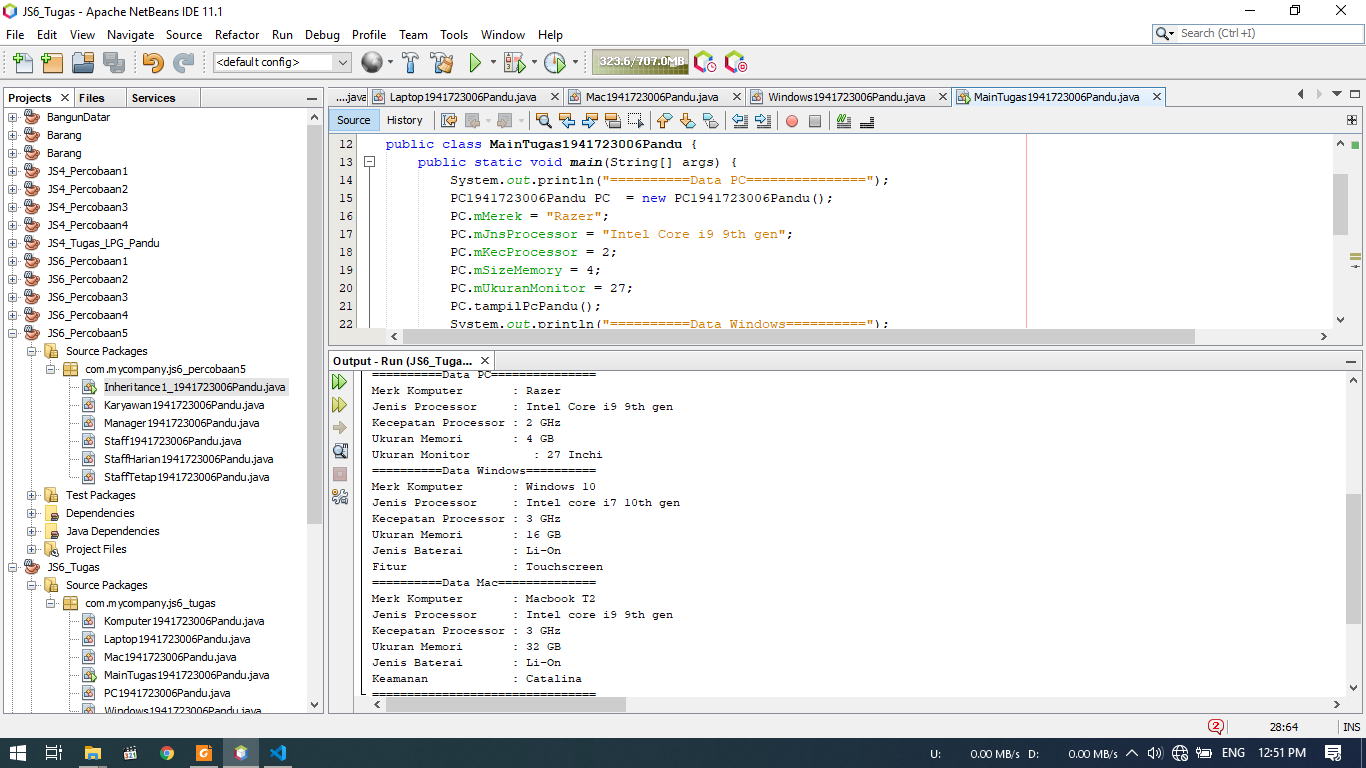 JS6_Tugas - Apache NetBeans IDE 11.1
File Edit View Navigate Source Refactor Run Debug Profile Team Tools Window Help
Search (Ctrl+I)
<default config>
323.6/707.0MB
Projects Files Services
BangunDatar
Barang
Barang
JS4_Percobaan1
JS4_Percobaan2
JS4_Percobaan3
JS4_Percobaan4
JS4_Tugas_LPG_Pandu
JS6_Percobaan1
JS6_Percobaan2
JS6_Percobaan3
JS6_Percobaan4
JS6_Percobaan5
Source Packages
com.mycompany.js6_percobaan5
Inheritance1_1941723006Pandu.java
Karyawan1941723006Pandu.java
Manager1941723006Pandu.java
Staff1941723006Pandu.java
StaffHarian1941723006Pandu.java
StaffTetap1941723006Pandu.java
Test Packages
Dependencies
Java Dependencies
Project Files
JS6_Tugas
Source Packages
com.mycompany.js6_tugas
Komputer1941723006Pandu.java
Laptop1941723006Pandu.java
Mac1941723006Pandu.java
MainTugas1941723006Pandu.java
PC1941723006Pandu.java
Windows1941723006Pandu.java
....java Laptop1941723006Pandu.java Mac1941723006Pandu.java Windows1941723006Pandu.java MainTugas1941723006Pandu.java
Source History
12 public class MainTugas1941723006Pandu {
13 public static void main(String[] args) {
14 System.out.println("==========Data PC===============");
15 PC1941723006Pandu PC  = new PC1941723006Pandu();
16 PC.mMerek = "Razer";
17 PC.mJnsProcessor = "Intel Core i9 9th gen";
18 PC.mKecProcessor = 2;
19 PC.mSizeMemory = 4;
20 PC.mUkuranMonitor = 27;
21 PC.tampilPcPandu();
22 System.out.println("==========Data Windows==========");
Output - Run (JS6_Tuga...
==========Data PC===============
Merk Komputer : Razer
Jenis Processor : Intel Core i9 9th gen
Kecepatan Processor : 2 GHz
Ukuran Memori : 4 GB
Ukuran Monitor : 27 Inchi
==========Data Windows==========
Merk Komputer : Windows 10
Jenis Processor : Intel core i7 10th gen
Kecepatan Processor : 3 GHz
Ukuran Memori : 16 GB
Jenis Baterai : Li-On
Fitur : Touchscreen
==========Data Mac==============
Merk Komputer : Macbook T2
Jenis Processor : Intel core i9 9th gen
Kecepatan Processor : 3 GHz
Ukuran Memori : 32 GB
Jenis Baterai : Li-On
Keamanan : Catalina
================================
2 28:64 INS
U: 0.00 MB/s D: 0.00 MB/s ENG 12:51 PM